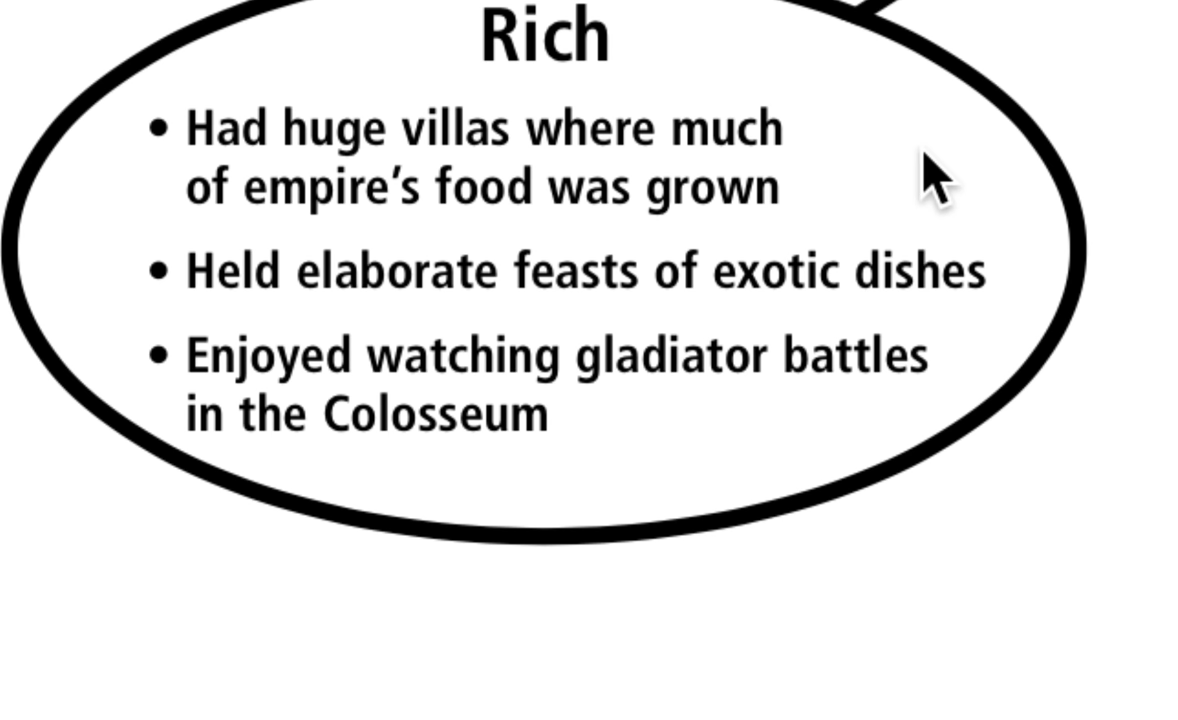 Rich
• Had huge villas where much
of empire’s food was grown
• Held elaborate feasts of exotic dishes
• Enjoyed watching gladiator battles
in the Colosseum